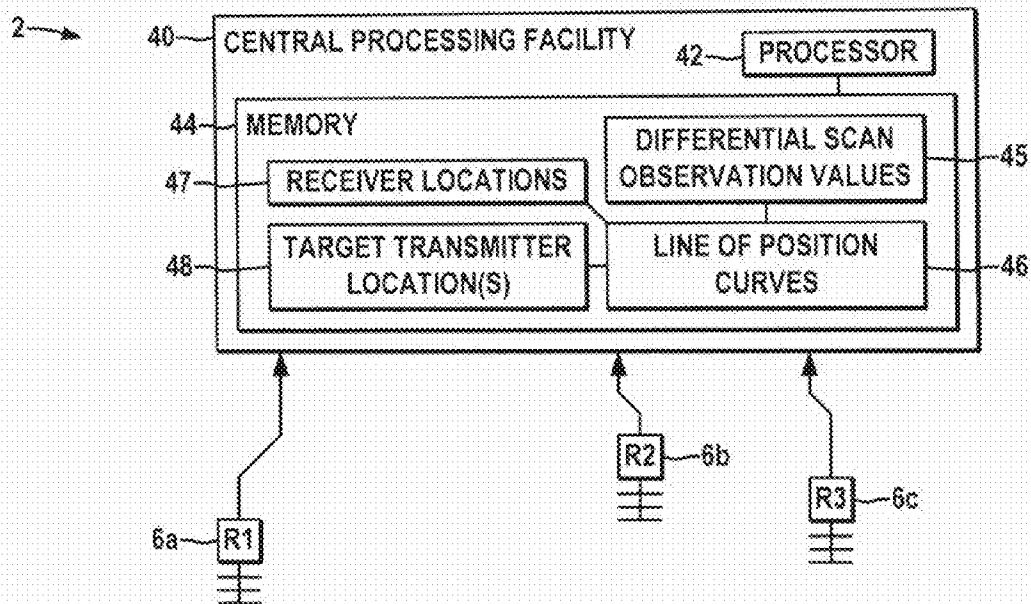 2
40
CENTRAL PROCESSING FACILITY
42
PROCESSOR
44
MEMORY
47
RECEIVER LOCATIONS
DIFFERENTIAL SCAN
OBSERVATION VALUES
45
48
TARGET TRANSMITTER
LOCATION(S)
LINE OF POSITION
CURVES
46
R2
6b
R3
6c
6a
R1